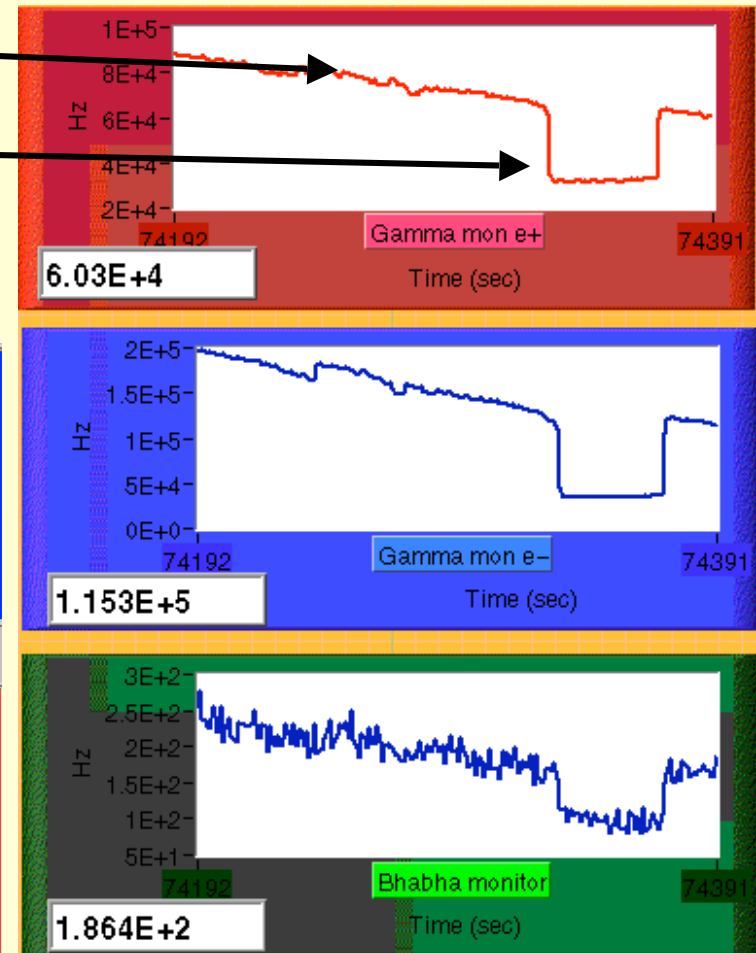 1E+5
8E+4
Hz
6E+4
4E+4
2E+4
74192
Gamma mon e+
74391
6.03E+4
Time (sec)
2E+5
1.5E+5
Hz
1E+5
5E+4
0E+0
74192
Gamma mon e-
74391
1.153E+5
Time (sec)
3E+2
2.5E+2
Hz
2E+2
1.5E+2
1E+2
5E+1
74192
Bhabha monitor
74391
1.864E+2
Time (sec)